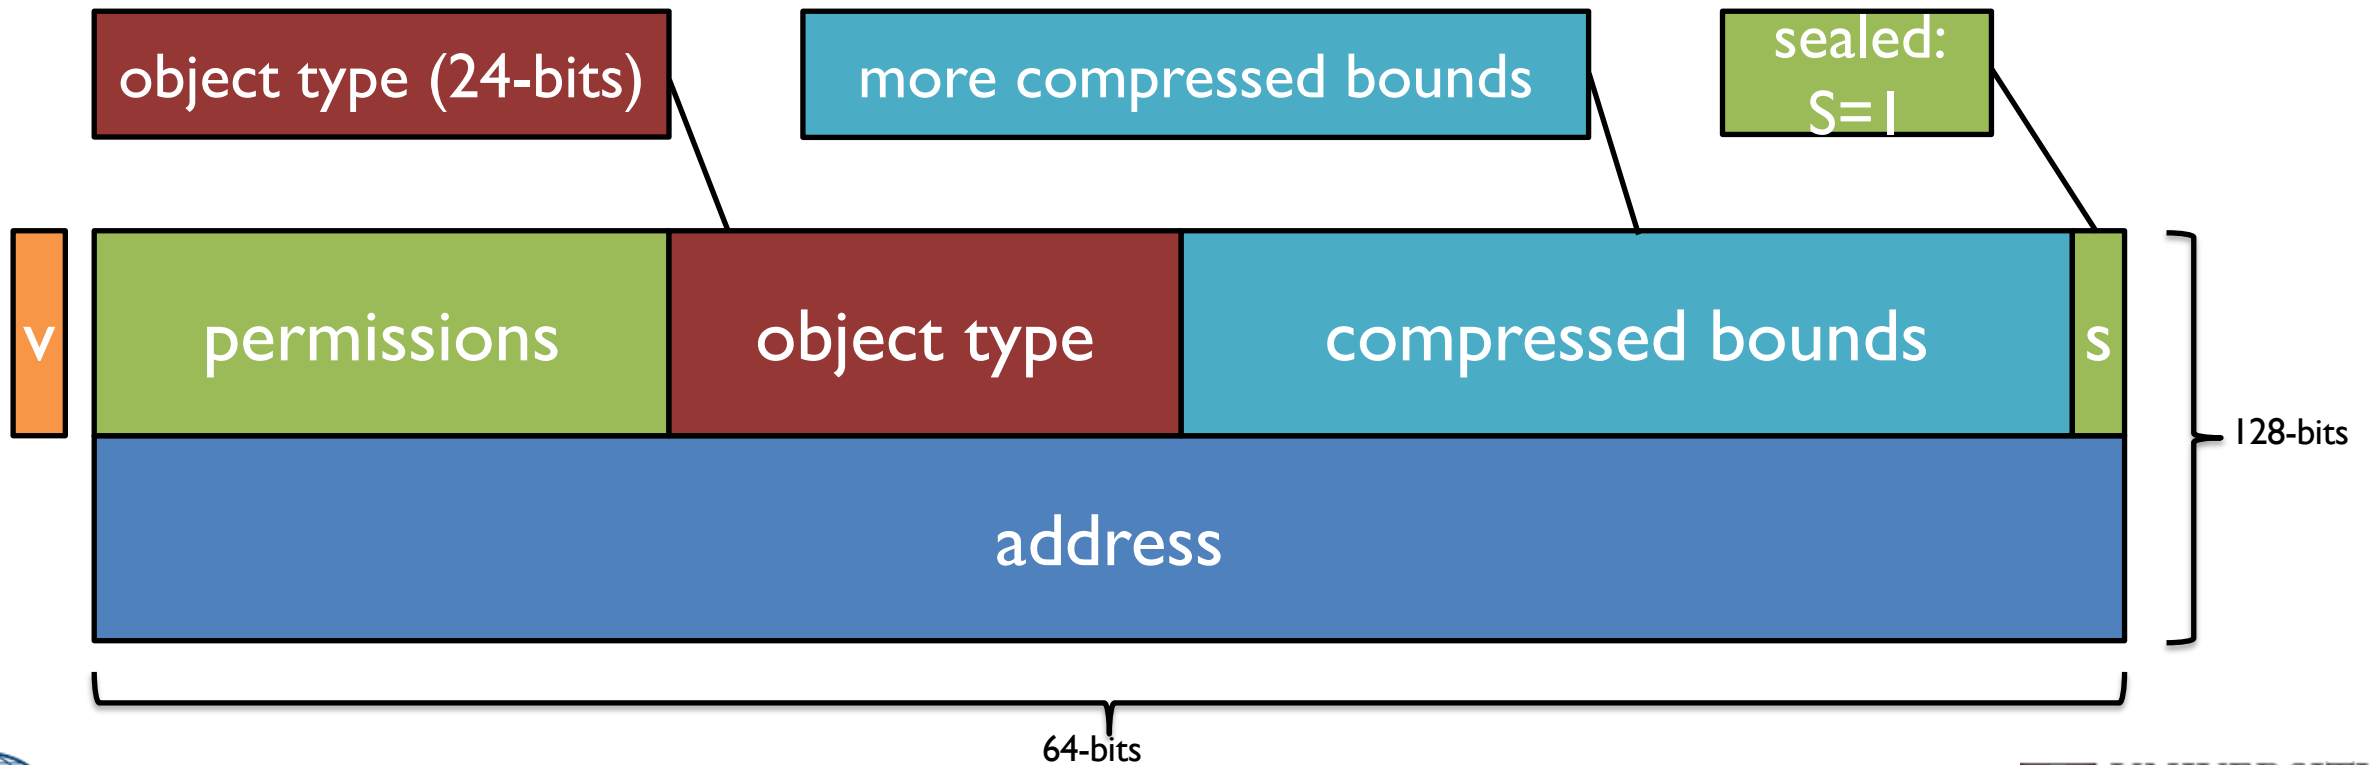 object type (24-bits)
more compressed bounds
sealed:
S=1
v
permissions
object type
compressed bounds
s
128-bits
address
64-bits